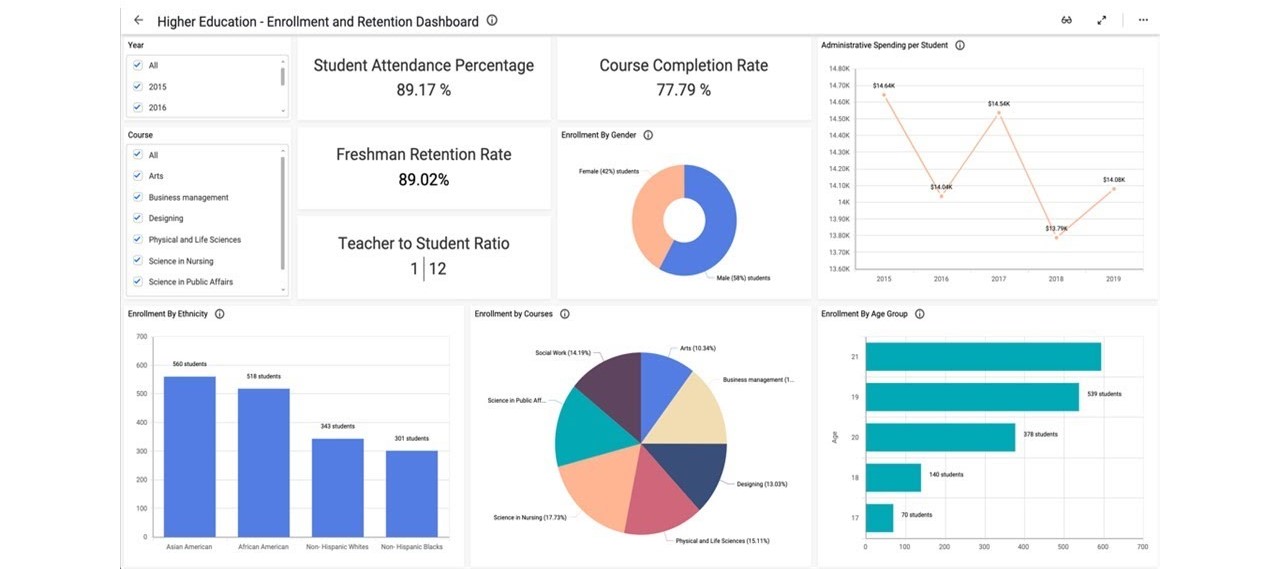 Higher Education - Enrollment and Retention Dashboard
Year
All
2015
2016
Course
All
Arts
Business management
Designing
Physical and Life Sciences
Science in Nursing
Science in Public Affairs
Student Attendance Percentage
89.17 %
Course Completion Rate
77.79 %
Freshman Retention Rate
89.02%
Teacher to Student Ratio
1 | 12
Enrollment By Gender
Female (42%) students
Male (58%) students
Administrative Spending per Student
14.80K
14.70K
14.60K
14.50K
14.40K
14.30K
14.20K
14.10K
14K
13.90K
13.80K
13.70K
13.60K
$14.64K
$14.04K
$14.54K
$13.79K
$14.08K
2015 2016 2017 2018 2019
Enrollment By Ethnicity
700
600
500
400
300
200
100
0
560 students
518 students
343 students
301 students
Asian American African American Non- Hispanic Whites Non- Hispanic Blacks
Enrollment by Courses
Social Work (14.19%)
Arts (10.34%)
Business management (1...
Science in Public Aff...
Designing (13.03%)
Science in Nursing (17.73%)
Physical and Life Sciences (15.11%)
Enrollment By Age Group
Age
21
19
539 students
20
378 students
18
140 students
17
70 students
0 100 200 300 400 500 600 700